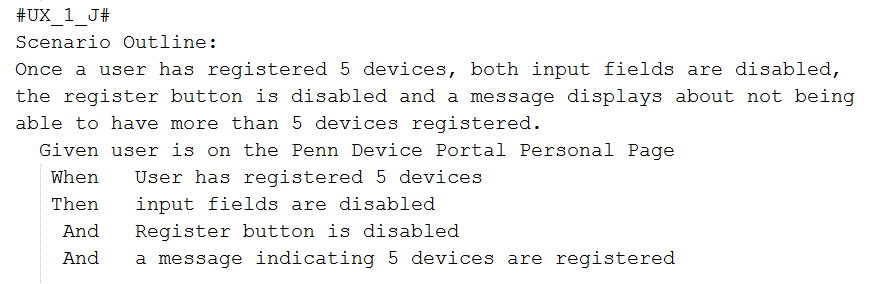 #UX_1_J#
Scenario Outline:
Once a user has registered 5 devices, both input fields are disabled,
the register button is disabled and a message displays about not being
able to have more than 5 devices registered.
Given user is on the Penn Device Portal Personal Page
When User has registered 5 devices
Then input fields are disabled
And Register button is disabled
And a message indicating 5 devices are registered